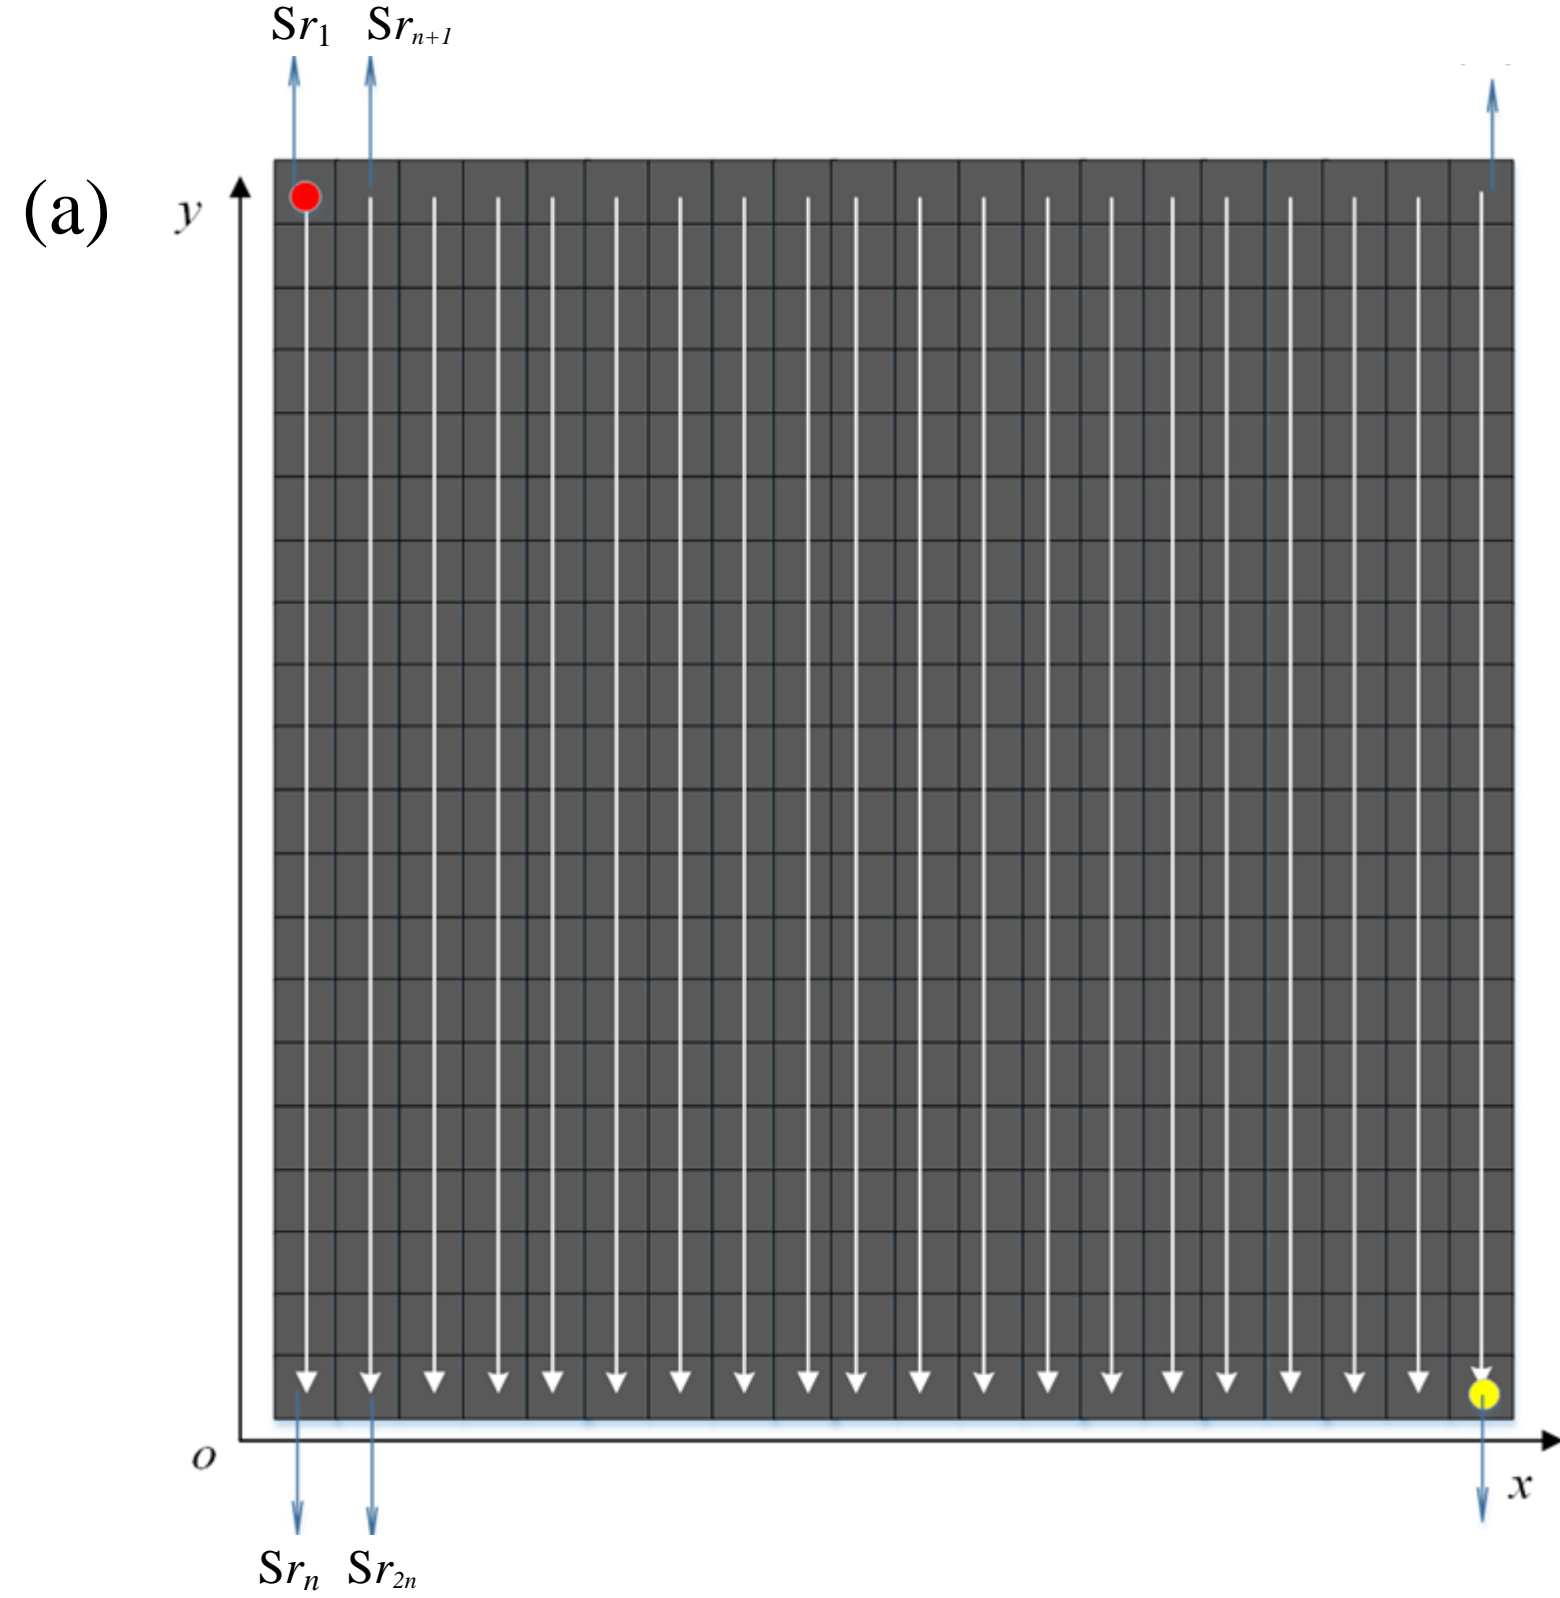 Sr₁ Srₙ₊₁
(a) y
o
x
Srₙ Sr₂ₙ